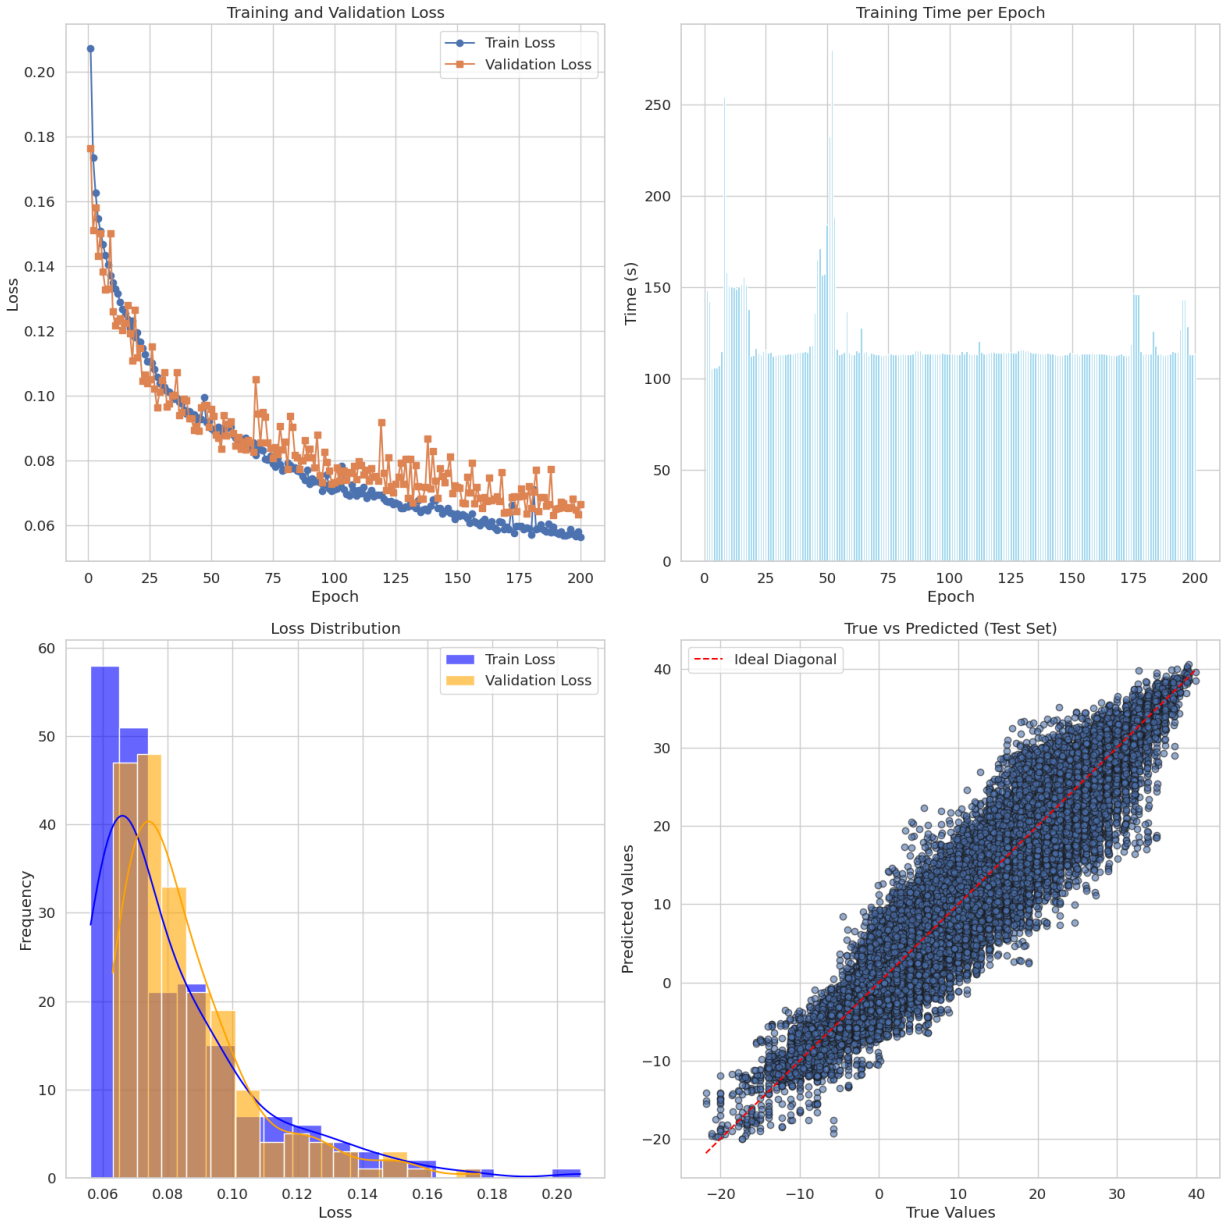 Training and Validation Loss
Train Loss
Validation Loss
0.20
0.18
0.16
0.14
0.12
0.10
0.08
0.06
Loss
0 25 50 75 100 125 150 175 200
Epoch
Training Time per Epoch
250
200
150
100
50
0
Time (s)
0 25 50 75 100 125 150 175 200
Epoch
Loss Distribution
Train Loss
Validation Loss
60
50
40
30
20
10
0
Frequency
0.06 0.08 0.10 0.12 0.14 0.16 0.18 0.20
Loss
True vs Predicted (Test Set)
Ideal Diagonal
40
30
20
10
0
−10
−20
Predicted Values
−20 −10 0 10 20 30 40
True Values